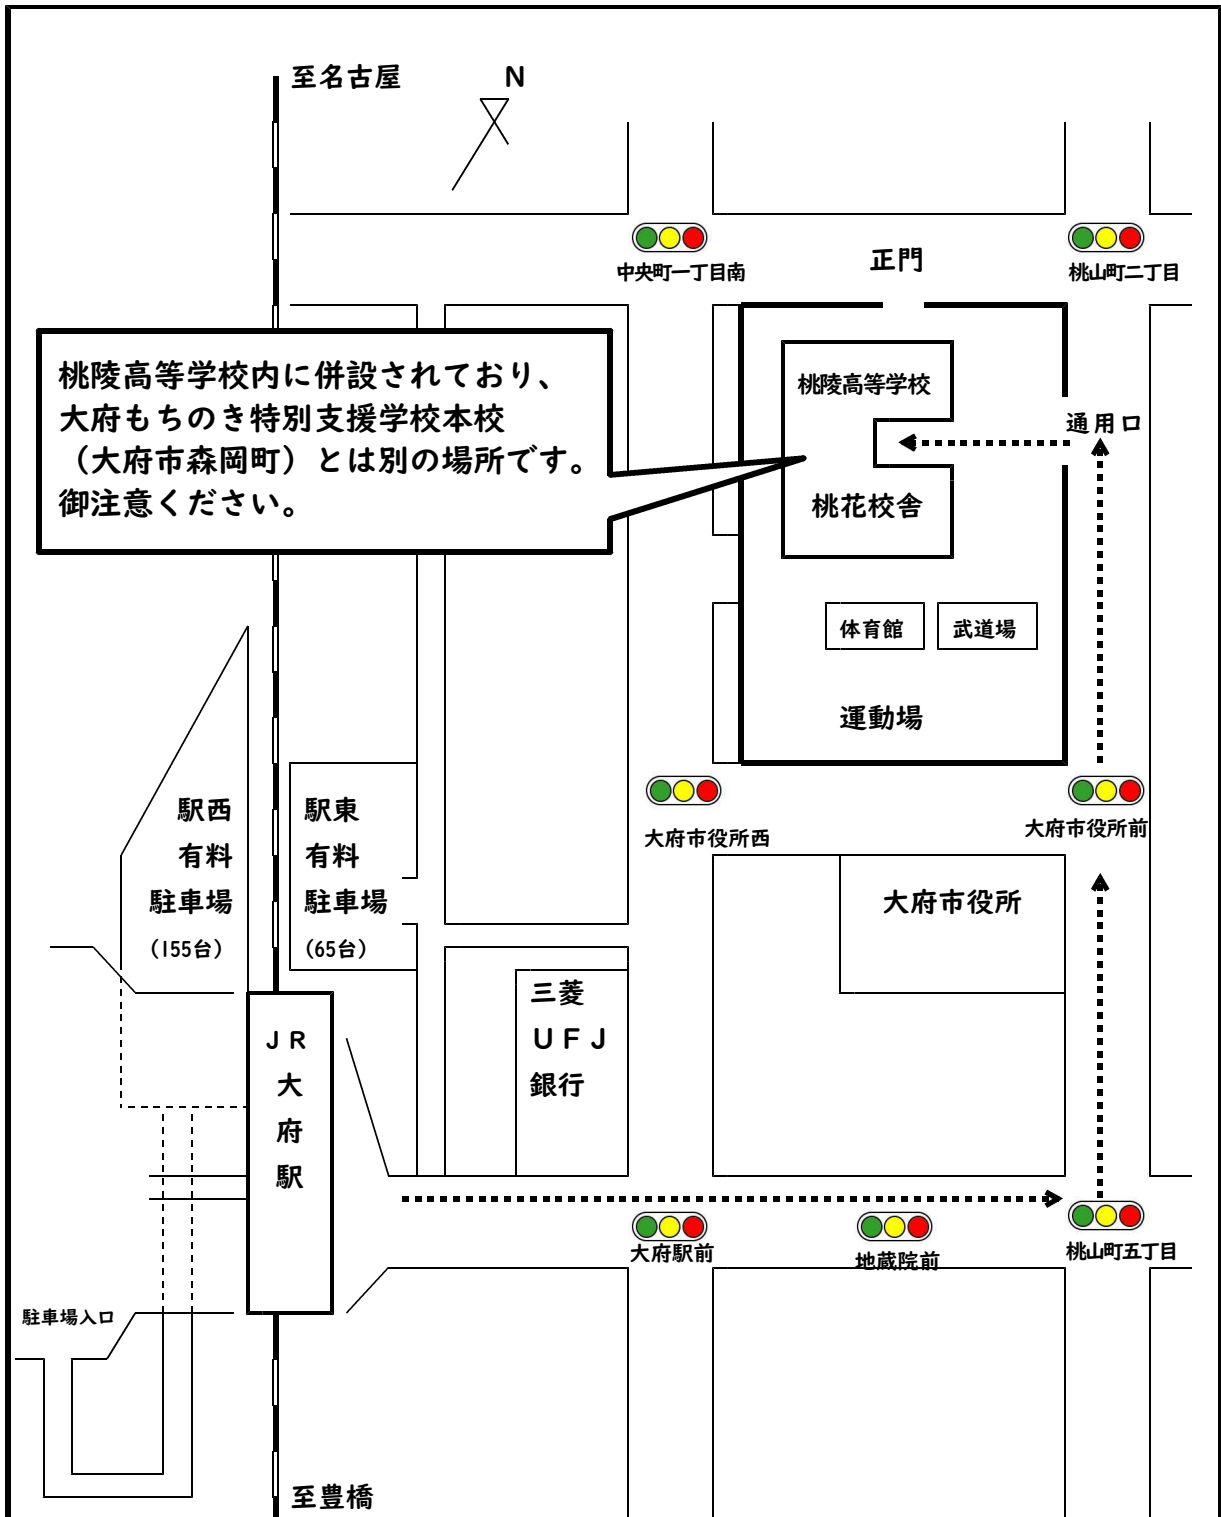 至名古屋
N
中央町一丁目南
正門
桃山町二丁目
桃陵高等学校内に併設されており、
大府もちのき特別支援学校本校
（大府市森岡町）とは別の場所です。
御注意ください。
桃陵高等学校
通用口
桃花校舎
体育館
武道場
運動場
駅西
有料
駐車場
（155台）
駅東
有料
駐車場
（65台）
大府市役所西
大府市役所前
大府市役所
三菱
ＵＦＪ
銀行
ＪＲ
大
府
駅
大府駅前
地蔵院前
桃山町五丁目
駐車場入口
至豊橋